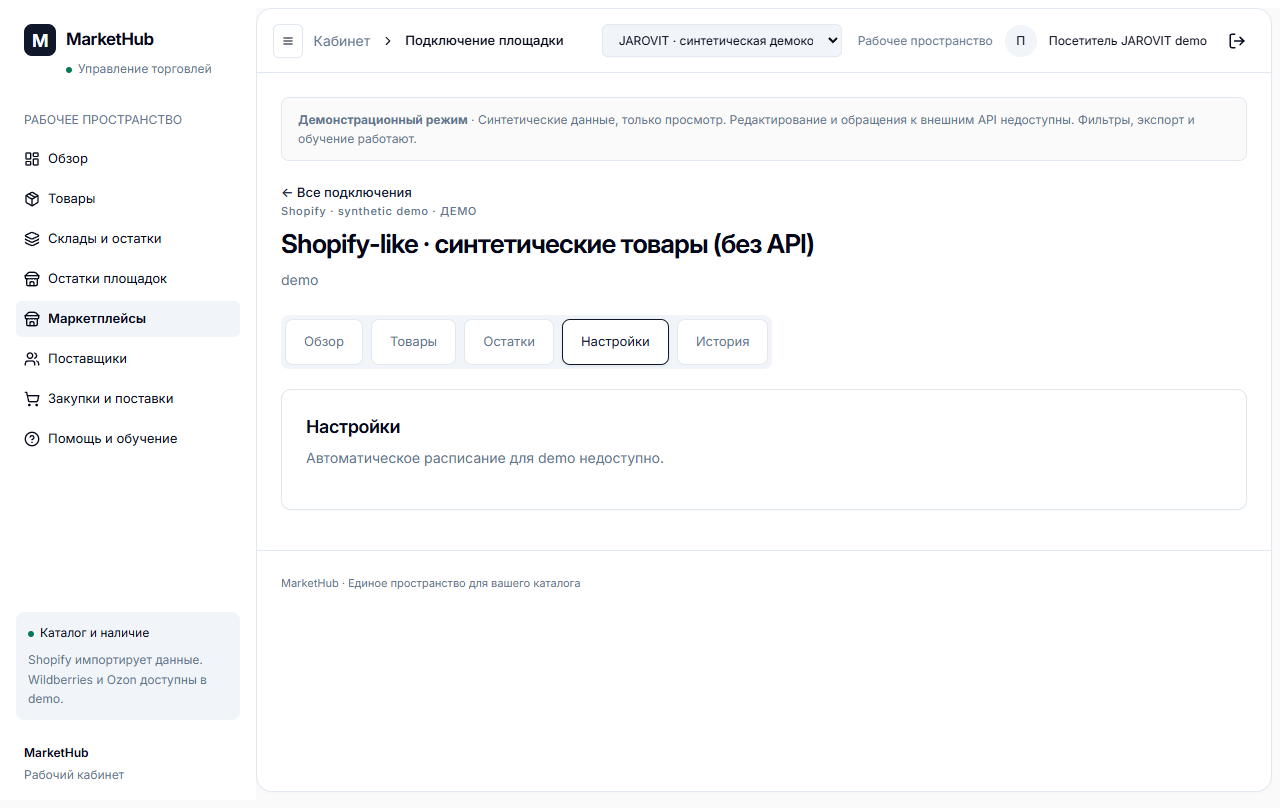 M MarketHub
Управление торговлей
РАБОЧЕЕ ПРОСТРАНСТВО
Обзор
Товары
Склады и остатки
Остатки площадок
Маркетплейсы
Поставщики
Закупки и поставки
Помощь и обучение
Каталог и наличие
Shopify импортирует данные.
Wildberries и Ozon доступны в
demo.
MarketHub
Рабочий кабинет
Кабинет
Подключение площадки
JAROVIT · синтетическая демоко
Рабочее пространство
П
Посетитель JAROVIT demo
Демонстрационный режим · Синтетические данные, только просмотр. Редактирование и обращения к внешним API недоступны. Фильтры, экспорт и
обучение работают.
← Все подключения
Shopify · synthetic demo · ДЕМО
Shopify-like · синтетические товары (без API)
demo
Обзор
Товары
Остатки
Настройки
История
Настройки
Автоматическое расписание для demo недоступно.
MarketHub · Единое пространство для вашего каталога